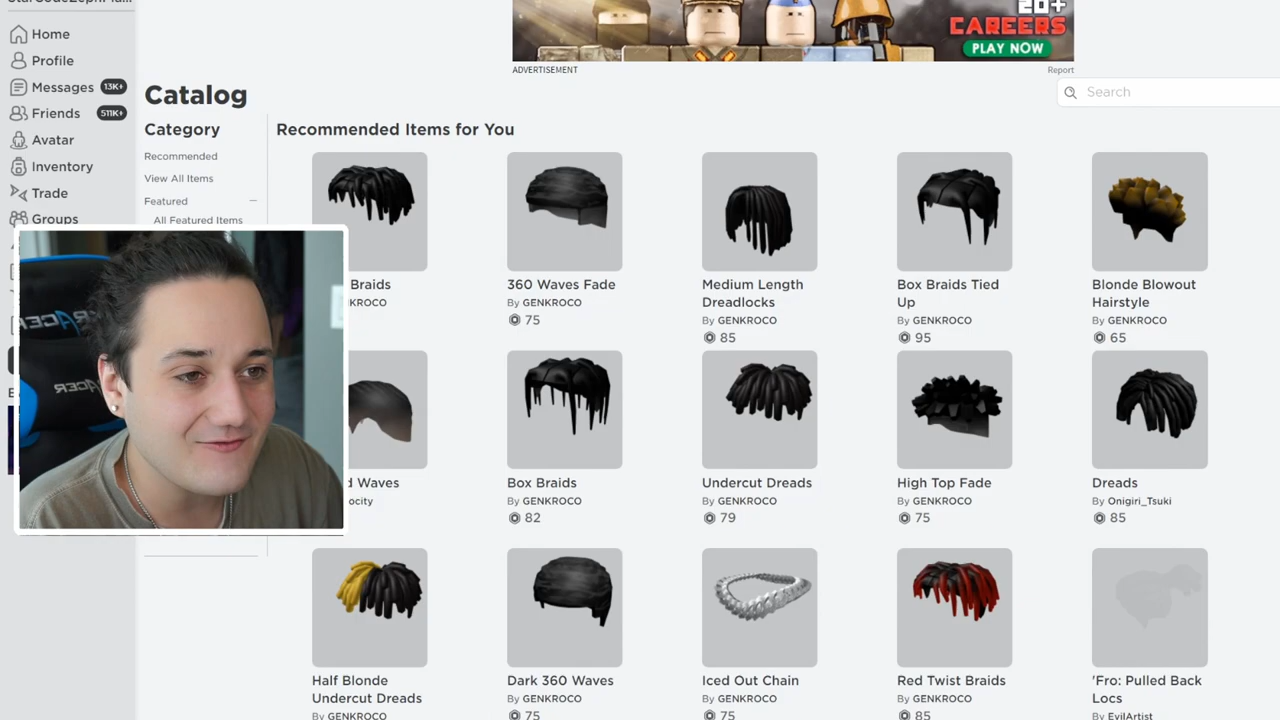 Home
Profile
Messages 13K+
Friends 511K+
Avatar
Inventory
Trade
Groups
20+
CAREERS
PLAY NOW
ADVERTISEMENT
Report
Catalog
Search
Category
Recommended
View All Items
Featured
All Featured Items
Recommended Items for You
Braids
KROCO
360 Waves Fade
By GENKROCO
75
Medium Length
Dreadlocks
By GENKROCO
85
Box Braids Tied
Up
By GENKROCO
95
Blonde Blowout
Hairstyle
By GENKROCO
65
d Waves
ocity
Box Braids
By GENKROCO
82
Undercut Dreads
By GENKROCO
79
High Top Fade
By GENKROCO
75
Dreads
By Onigiri_Tsuki
85
Half Blonde
Undercut Dreads
By GENKROCO
Dark 360 Waves
By GENKROCO
75
Iced Out Chain
By GENKROCO
75
Red Twist Braids
By GENKROCO
85
'Fro: Pulled Back
Locs
By EvilArtist